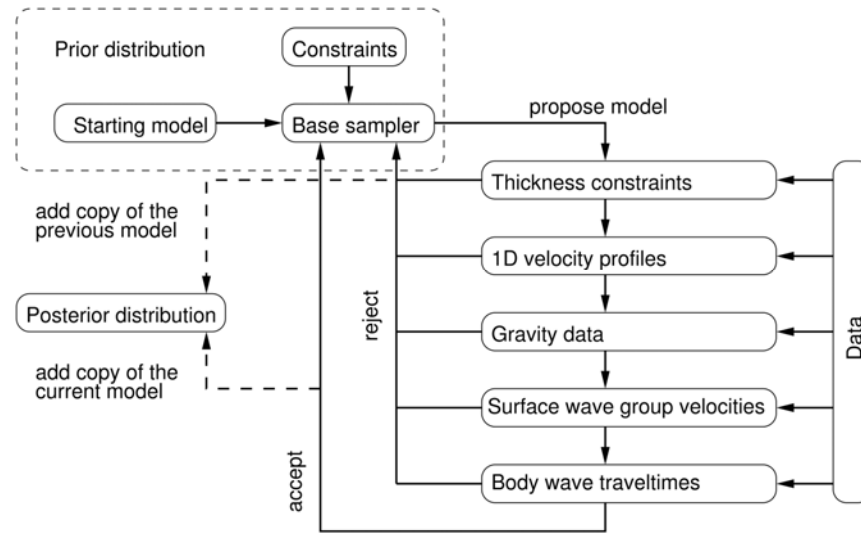 Prior distribution
Constraints
Starting model
Base sampler
propose model
Thickness constraints
add copy of the
previous model
1D velocity profiles
Posterior distribution
reject
Gravity data
Data
add copy of the
current model
Surface wave group velocities
accept
Body wave traveltimes